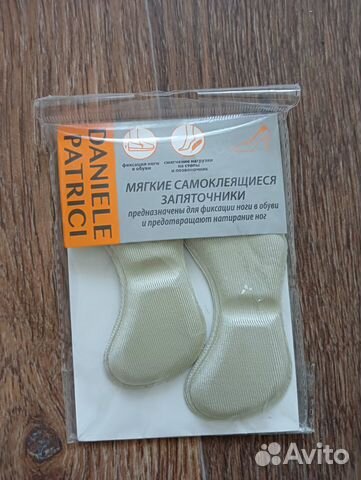 DANIELE
PATRICI
фиксация ноги
в обуви
смягчение нагрузки
на стопы
и позвоночник
МЯГКИЕ САМОКЛЕЯЩИЕСЯ
ЗАПЯТОЧНИКИ
предназначены для фиксации ноги в обуви
и предотвращают натирание ног
Avito